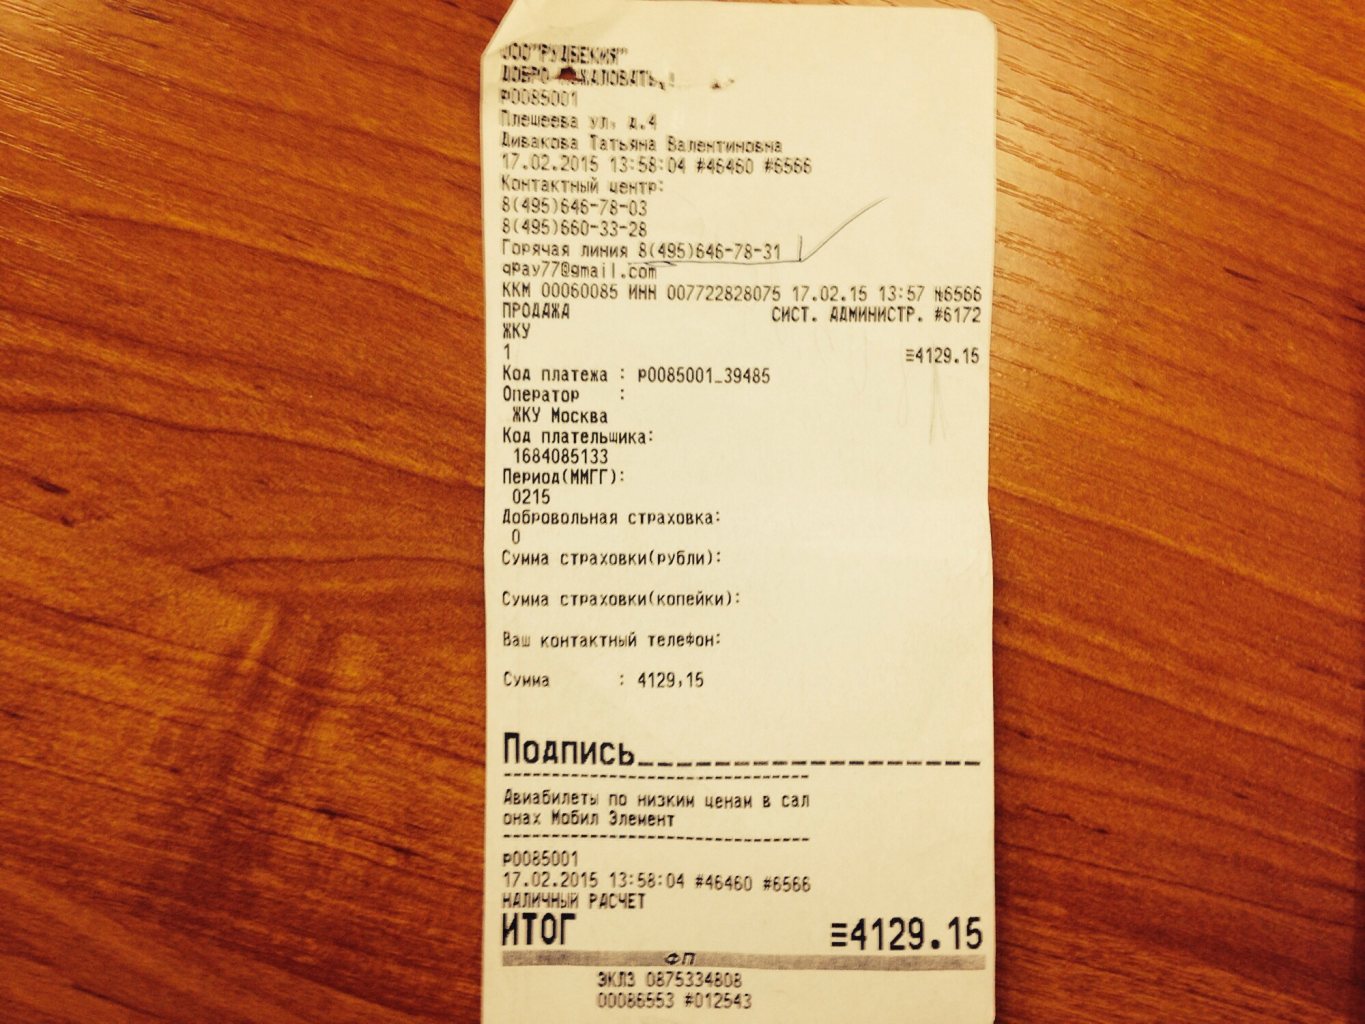 ООО"РУДБЕКИЯ"
ДОБРО ПОЖАЛОВАТЬ,!
P0085001
Плешеева ул, д.4
Дивакова Татьяна Валентиновна
17.02.2015 13:58:04 #46460 #6566
Контактный центр:
8(495)646-78-03
8(495)660-33-28
Горячая линия 8(495)646-78-31
qpay77@gmail.com
ККМ 00060085 ИНН 007722828075 17.02.15 13:57 №6566
ПРОДАЖА СИСТ. АДМИНИСТР. #6172
ЖКУ
1 ≡4129.15
Код платежа : P0085001_39485
Оператор :
ЖКУ Москва
Код плательщика:
1684085133
Период(ММГГ):
0215
Добровольная страховка:
0
Сумма страховки(рубли):
Сумма страховки(копейки):
Ваш контактный телефон:
Сумма : 4129,15
Подпись__________________
--------------------------------
Авиабилеты по низким ценам в сал
онах Мобил Элемент
--------------------------------
P0085001
17.02.2015 13:58:04 #46460 #6566
НАЛИЧНЫЙ РАСЧЕТ
ИТОГ ≡4129.15
ФП
ЭКЛЗ 0875334808
00086553 #012543